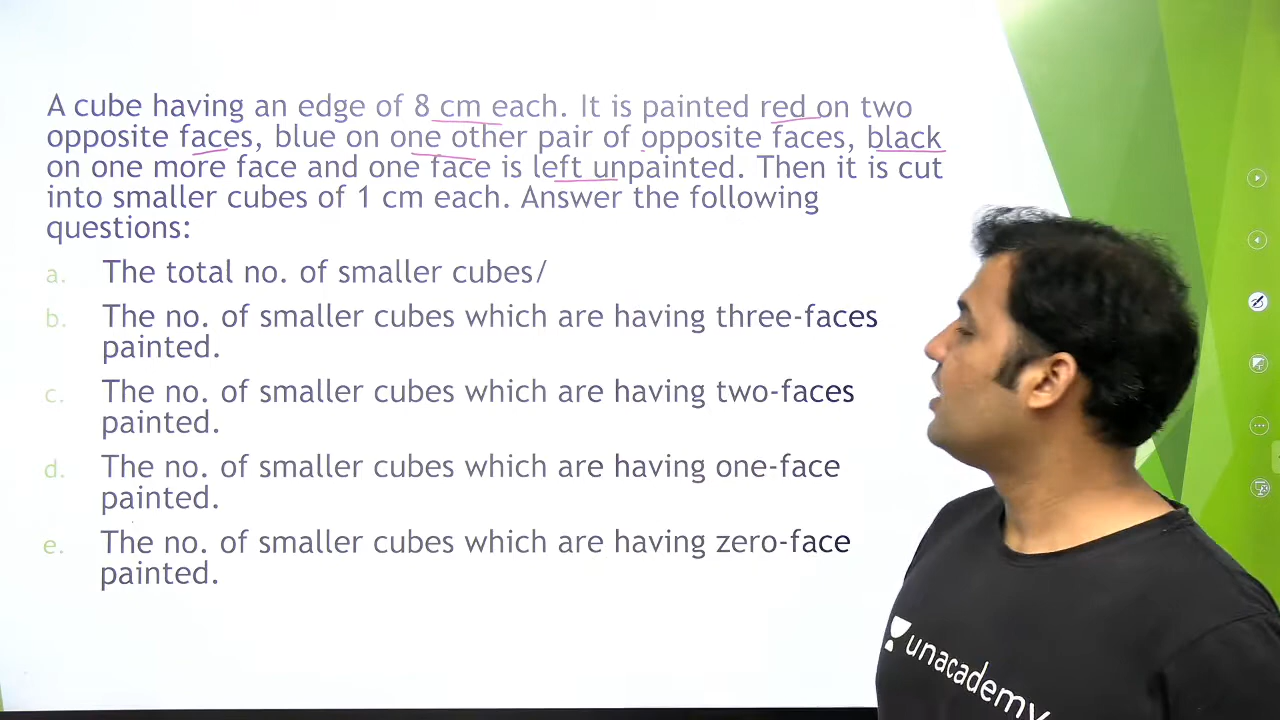 A cube having an edge of 8 cm each. It is painted red on two
opposite faces, blue on one other pair of opposite faces, black
on one more face and one face is left unpainted. Then it is cut
into smaller cubes of 1 cm each. Answer the following
questions:
a. The total no. of smaller cubes/
b. The no. of smaller cubes which are having three-faces
painted.
c. The no. of smaller cubes which are having two-faces
painted.
d. The no. of smaller cubes which are having one-face
painted.
e. The no. of smaller cubes which are having zero-face
painted.
unacademy